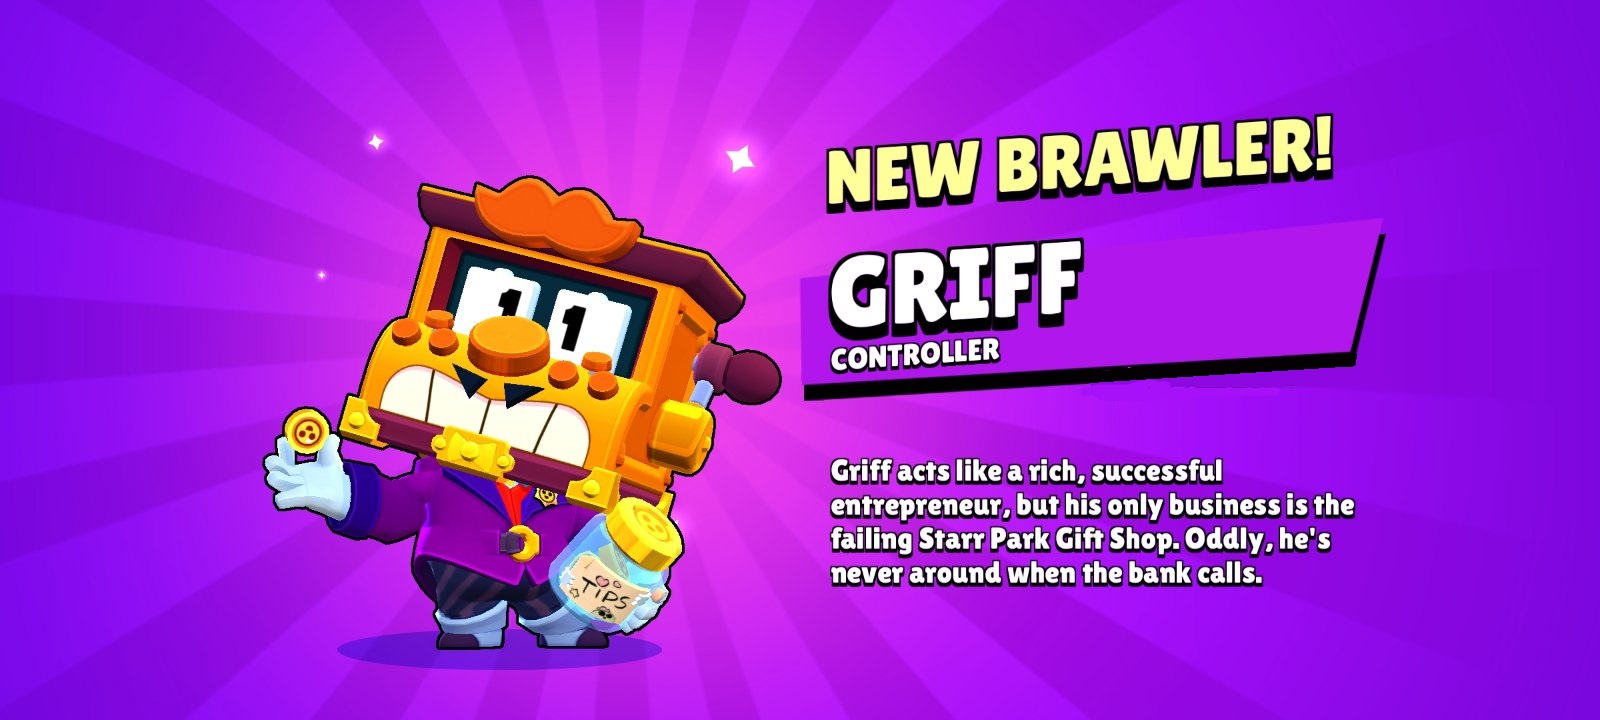 NEW BRAWLER!
GRIFF
CONTROLLER
Griff acts like a rich, successful
entrepreneur, but his only business is the
failing Starr Park Gift Shop. Oddly, he's
never around when the bank calls.
1 1
TIPS